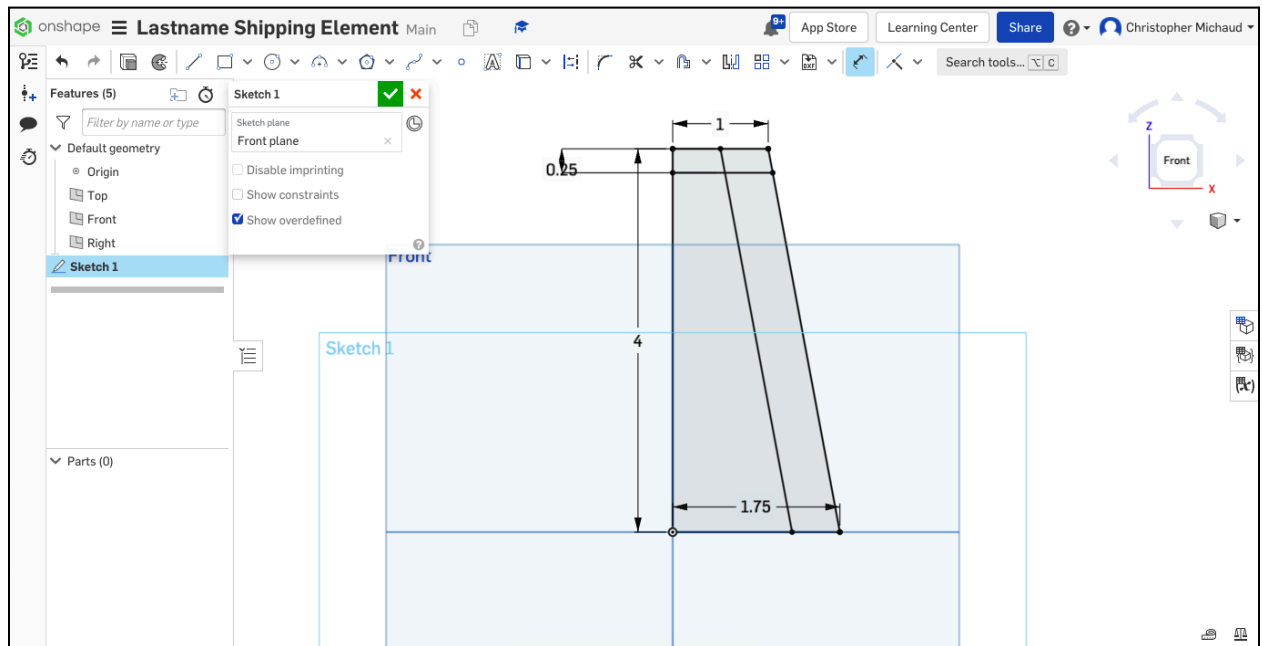 onshape Lastname Shipping Element Main
9+ App Store Learning Center Share Christopher Michaud
Search tools... ⌥ C
Features (5)
Filter by name or type
Default geometry
Origin
Top
Front
Right
Sketch 1
Parts (0)
Sketch 1
Sketch plane
Front plane
Disable imprinting
Show constraints
Show overdefined
1
0.25
Front
Sketch 1
4
1.75
Z
Front
X